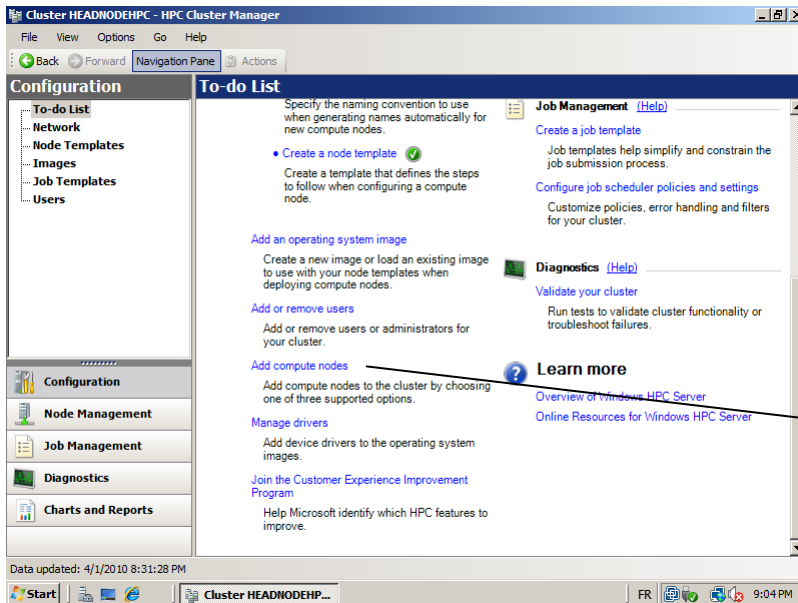 Cluster HEADNODEHPC - HPC Cluster Manager
File View Options Go Help
Back Forward Navigation Pane Actions
Configuration
To-do List
Network
Node Templates
Images
Job Templates
Users
Configuration
Node Management
Job Management
Diagnostics
Charts and Reports
To-do List
Specify the naming convention to use
when generating names automatically for
new compute nodes.
• Create a node template
Create a template that defines the steps
to follow when configuring a compute
node.
Add an operating system image
Create a new image or load an existing image
to use with your node templates when
deploying compute nodes.
Add or remove users
Add or remove users or administrators for
your cluster.
Add compute nodes
Add compute nodes to the cluster by choosing
one of three supported options.
Manage drivers
Add device drivers to the operating system
images.
Join the Customer Experience Improvement
Program
Help Microsoft identify which HPC features to
improve.
Job Management (Help)
Create a job template
Job templates help simplify and constrain the
job submission process.
Configure job scheduler policies and settings
Customize policies, error handling and filters
for your cluster.
Diagnostics (Help)
Validate your cluster
Run tests to validate cluster functionality or
troubleshoot failures.
Learn more
Overview of Windows HPC Server
Online Resources for Windows HPC Server
Data updated: 4/1/2010 8:31:28 PM
Start Cluster HEADNODEHP... FR 9:04 PM